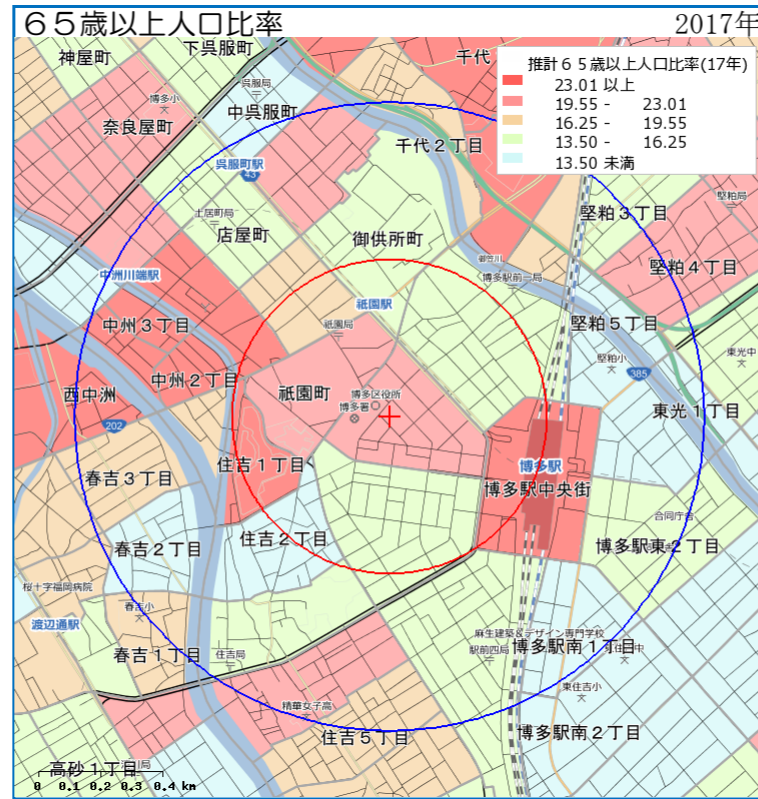 65歳以上人口比率
2017年
推計65歳以上人口比率(17年)
23.01 以上
19.55 - 23.01
16.25 - 19.55
13.50 - 16.25
13.50 未満
神屋町
下呉服町
千代
呉服局
博多小
中呉服町
奈良屋町
千代2丁目
呉服町駅
43
堅粕局
土居町局
堅粕3丁目
店屋町
御供所町
御笠川
堅粕4丁目
中洲川端駅
博多駅前一局
祇園駅
中州3丁目
祇園局
堅粕5丁目
東光中
堅粕小
中州2丁目
385
西中洲
祇園町
博多区役所
博多署
東光1丁目
202
住吉1丁目
博多駅
春吉3丁目
博多駅中央街
合同庁舎
住吉2丁目
春吉2丁目
博多駅東2丁目
桜十字福岡病院
春吉小
渡辺通駅
麻生建築&デザイン専門学校
博多駅南1丁目
駅前四局
春吉1丁目
住吉局
東住吉小
精華女子高
住吉5丁目
博多駅南2丁目
高砂1丁目
0 0.1 0.2 0.3 0.4 km